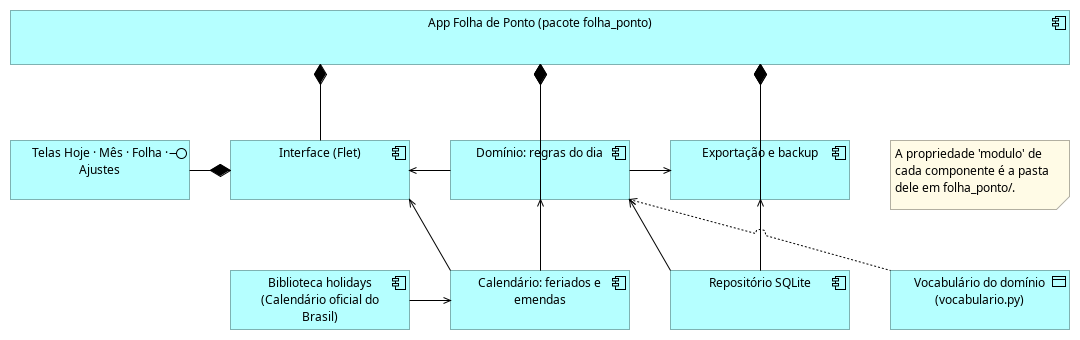 App Folha de Ponto (pacote folha_ponto)
Telas Hoje · Mês · Folha ·
Ajustes
Interface (Flet)
Domínio: regras do dia
Exportação e backup
A propriedade 'modulo' de
cada componente é a pasta
dele em folha_ponto/.
Biblioteca holidays
(Calendário oficial do
Brasil)
Calendário: feriados e
emendas
Repositório SQLite
Vocabulário do domínio
(vocabulario.py)